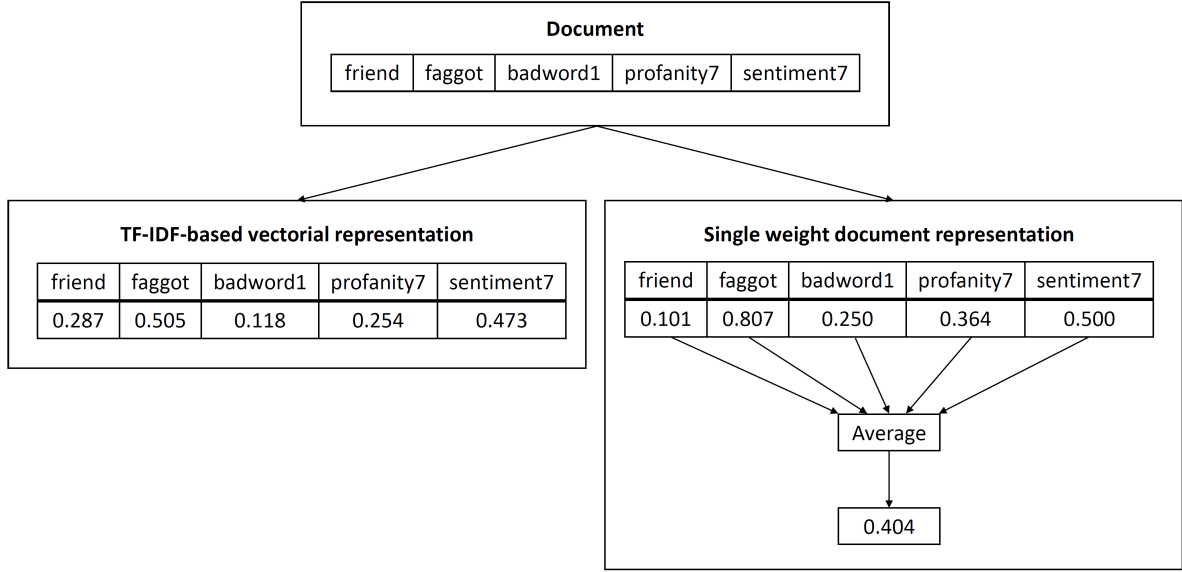 Document
friend faggot badword1 profanity7 sentiment7
TF-IDF-based vectorial representation
friend faggot badword1 profanity7 sentiment7
0.287 0.505 0.118 0.254 0.473
Single weight document representation
friend faggot badword1 profanity7 sentiment7
0.101 0.807 0.250 0.364 0.500
Average
0.404